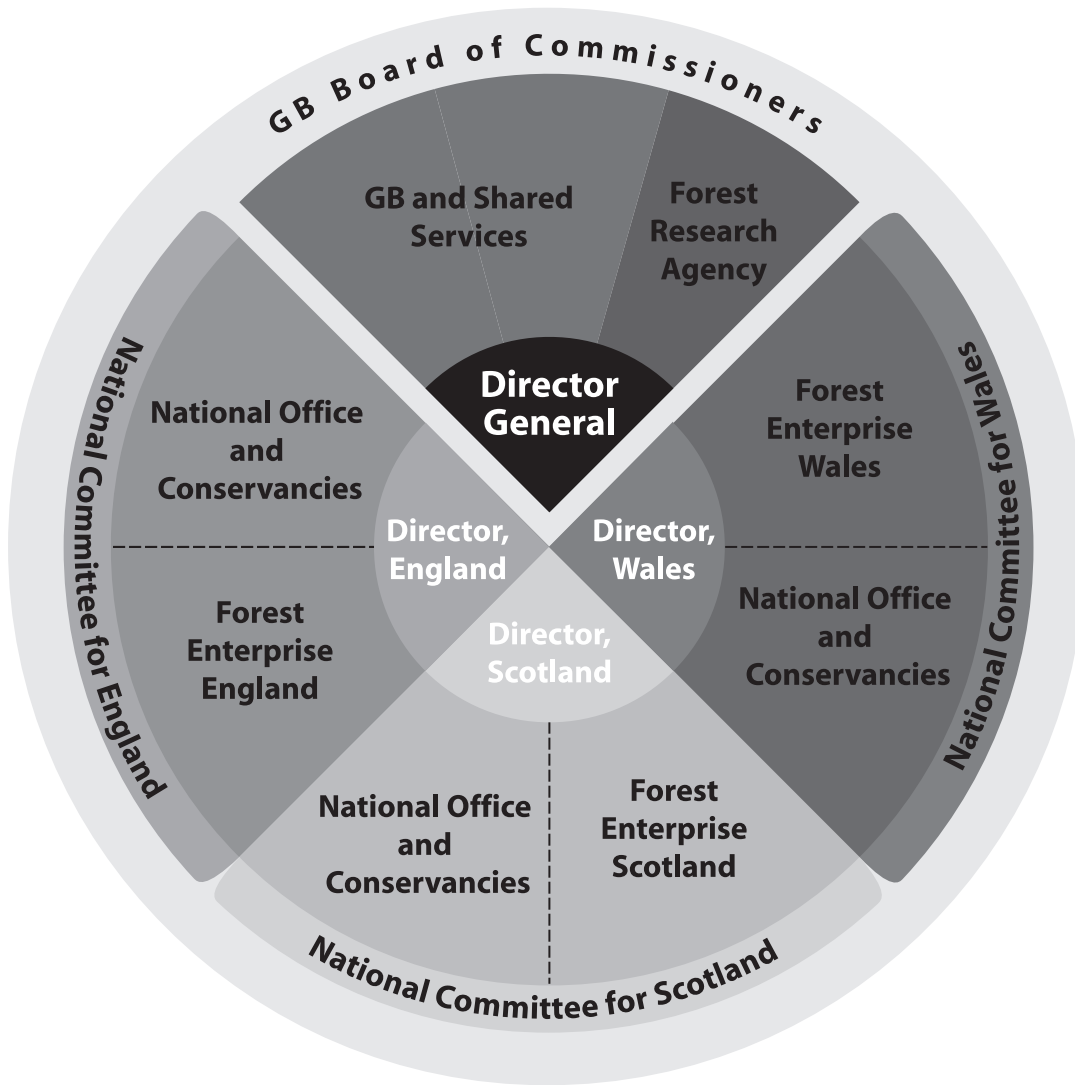 GB Board of Commissioners
GB and Shared
Services
Forest
Research
Agency
Director
General
National Committee for England
National Office
and
Conservancies
Forest
Enterprise
England
Director,
England
Director,
Wales
Forest
Enterprise
Wales
National Office
and
Conservancies
National Committee for Wales
Director,
Scotland
National Office
and
Conservancies
Forest
Enterprise
Scotland
National Committee for Scotland